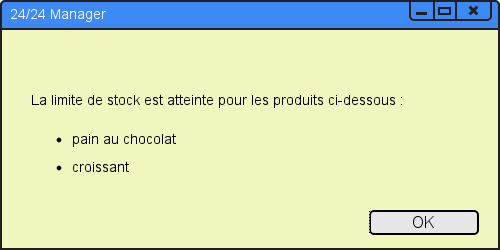 24/24 Manager
La limite de stock est atteinte pour les produits ci-dessous :
• pain au chocolat
• croissant
OK